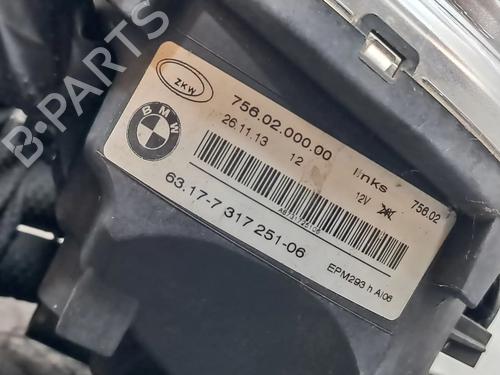 B-PARTS
ZKW
756.02.000.00
26.11.13 12 links 756.02
BMW
12V
63.17-7 317 251-06
EPM293 h AI06